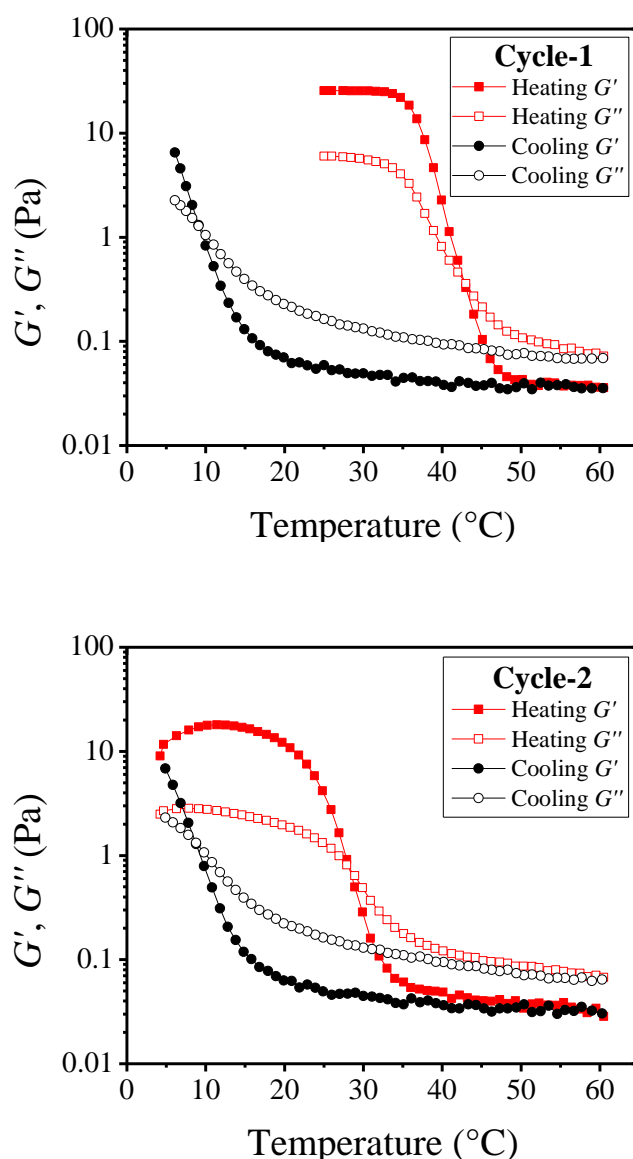 Cycle-1
Heating G′
Heating G″
Cooling G′
Cooling G″
100
10
1
0.1
0.01
G′, G″ (Pa)
0 10 20 30 40 50 60
Temperature (°C)
Cycle-2
Heating G′
Heating G″
Cooling G′
Cooling G″
100
10
1
0.1
0.01
G′, G″ (Pa)
0 10 20 30 40 50 60
Temperature (°C)